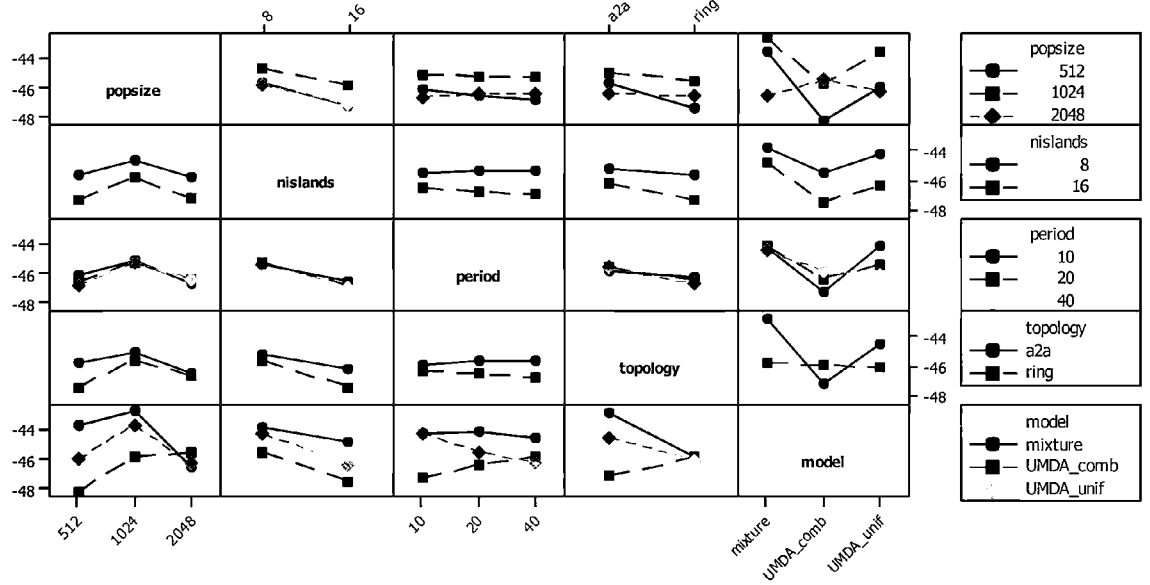 8 16 a2a ring
-44
-46
-48
popsize
popsize
512
1024
2048
nislands
-44
-46
-48
nislands
8
16
-44
-46
-48
period
period
10
20
40
topology
-44
-46
-48
topology
a2a
ring
-44
-46
-48
model
model
mixture
UMDA_comb
UMDA_unif
512 1024 2048 10 20 40 mixture UMDA_comb UMDA_unif